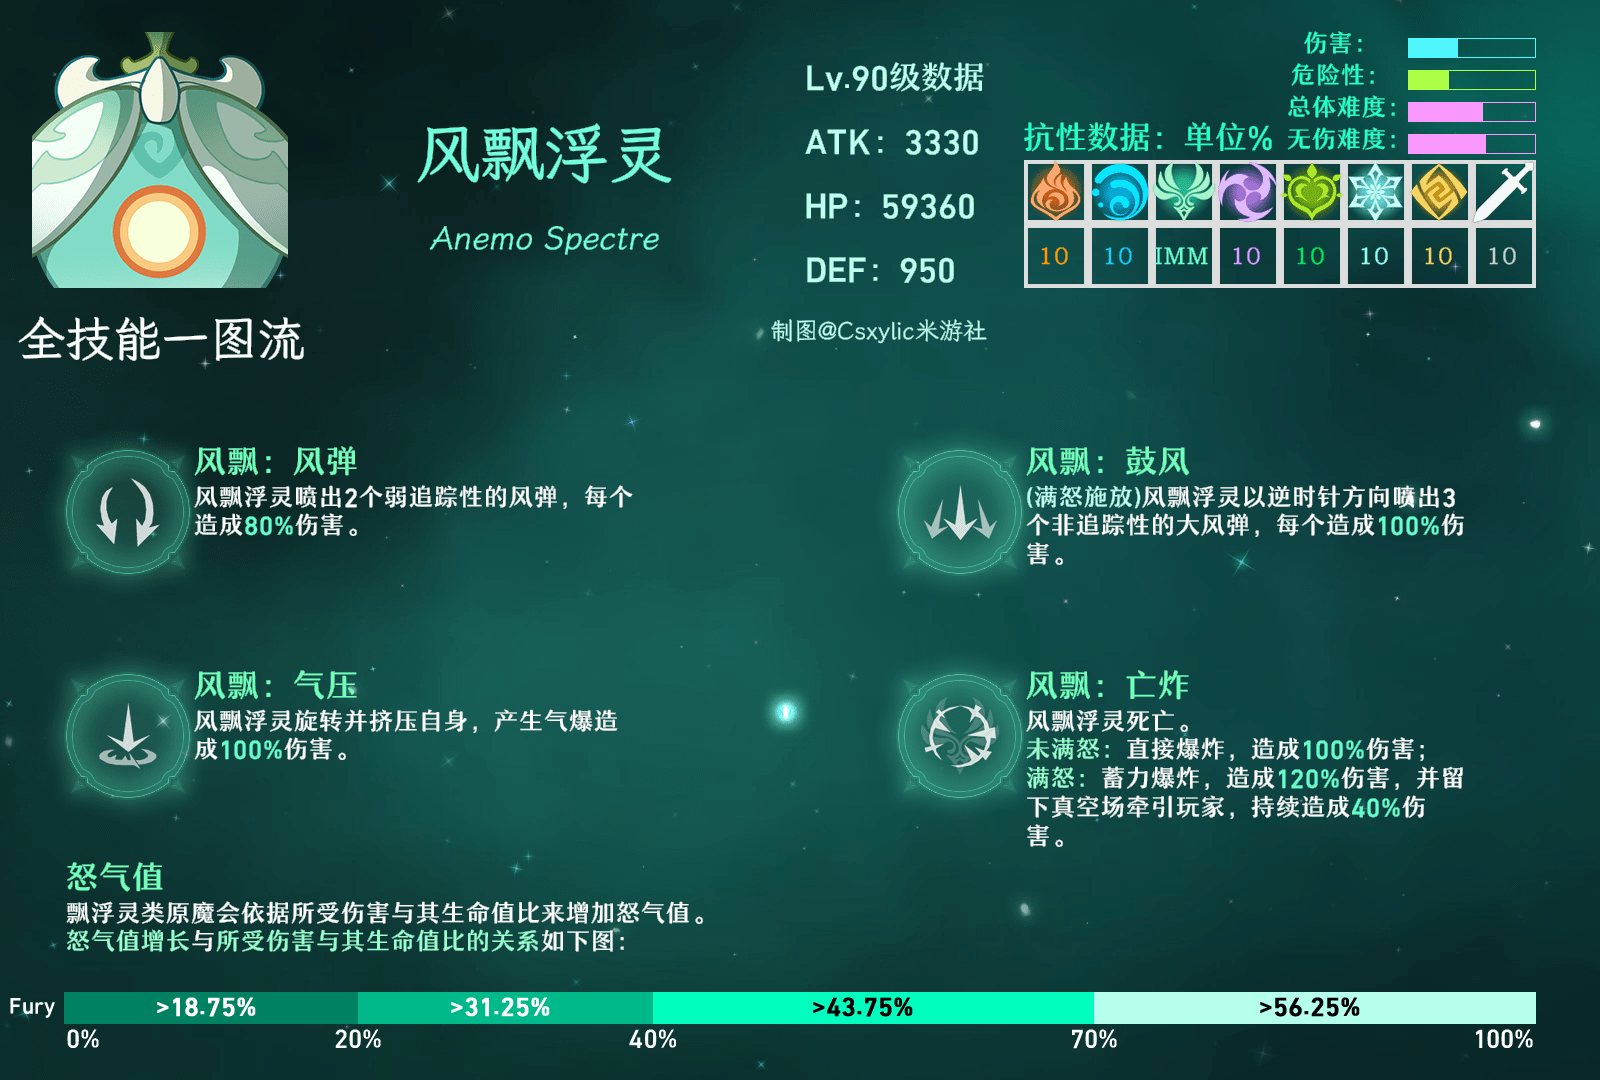 风飘浮灵
Anemo Spectre
全技能一图流
Lv.90级数据
ATK：3330
HP：59360
DEF：950
制图@Csxylic米游社
伤害：
危险性：
总体难度：
无伤难度：
抗性数据：单位%
10 10 IMM 10 10 10 10 10
风飘：风弹
风飘浮灵喷出2个弱追踪性的风弹，每个
造成80%伤害。
风飘：鼓风
(满怒施放)风飘浮灵以逆时针方向喷出3
个非追踪性的大风弹，每个造成100%伤
害。
风飘：气压
风飘浮灵旋转并挤压自身，产生气爆造
成100%伤害。
风飘：亡炸
风飘浮灵死亡。
未满怒：直接爆炸，造成100%伤害；
满怒：蓄力爆炸，造成120%伤害，并留
下真空场牵引玩家，持续造成40%伤
害。
怒气值
飘浮灵类原魔会依据所受伤害与其生命值比来增加怒气值。
怒气值增长与所受伤害与其生命值比的关系如下图：
Fury >18.75% >31.25% >43.75% >56.25%
0% 20% 40% 70% 100%